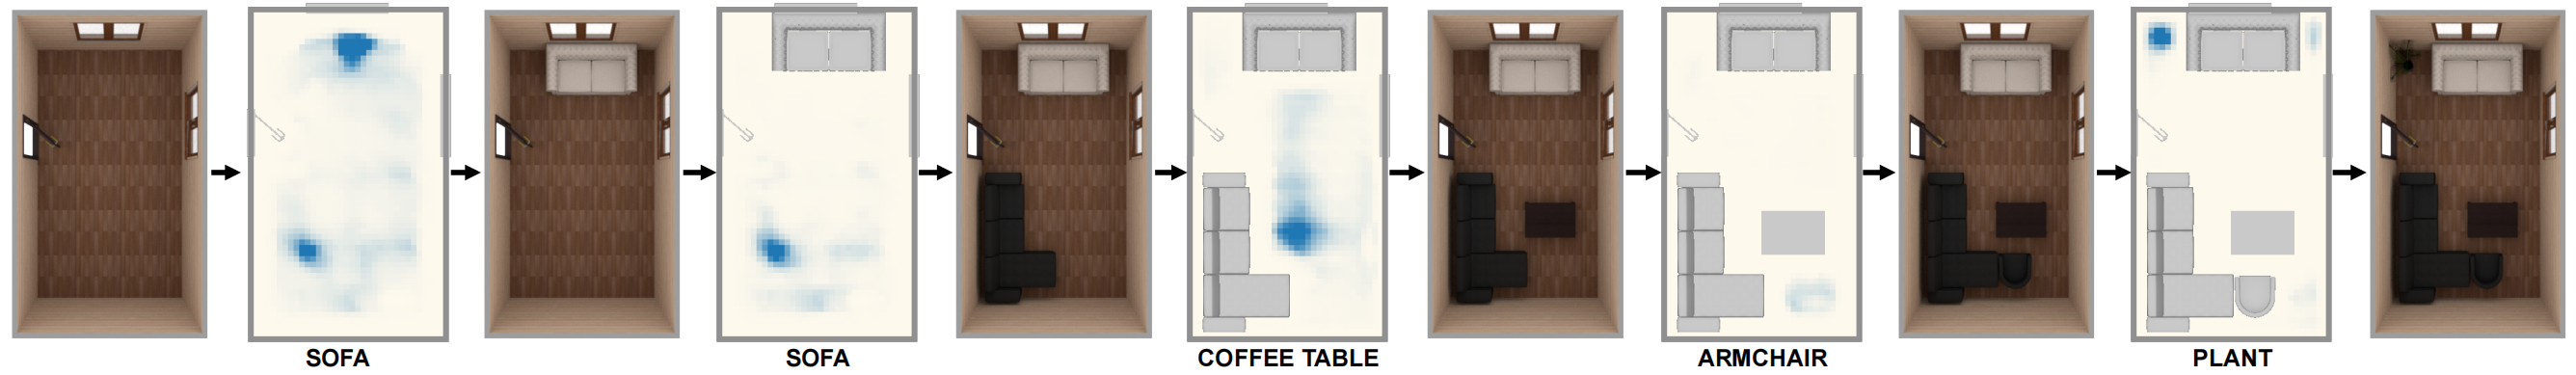 SOFA
SOFA
COFFEE TABLE
ARMCHAIR
PLANT